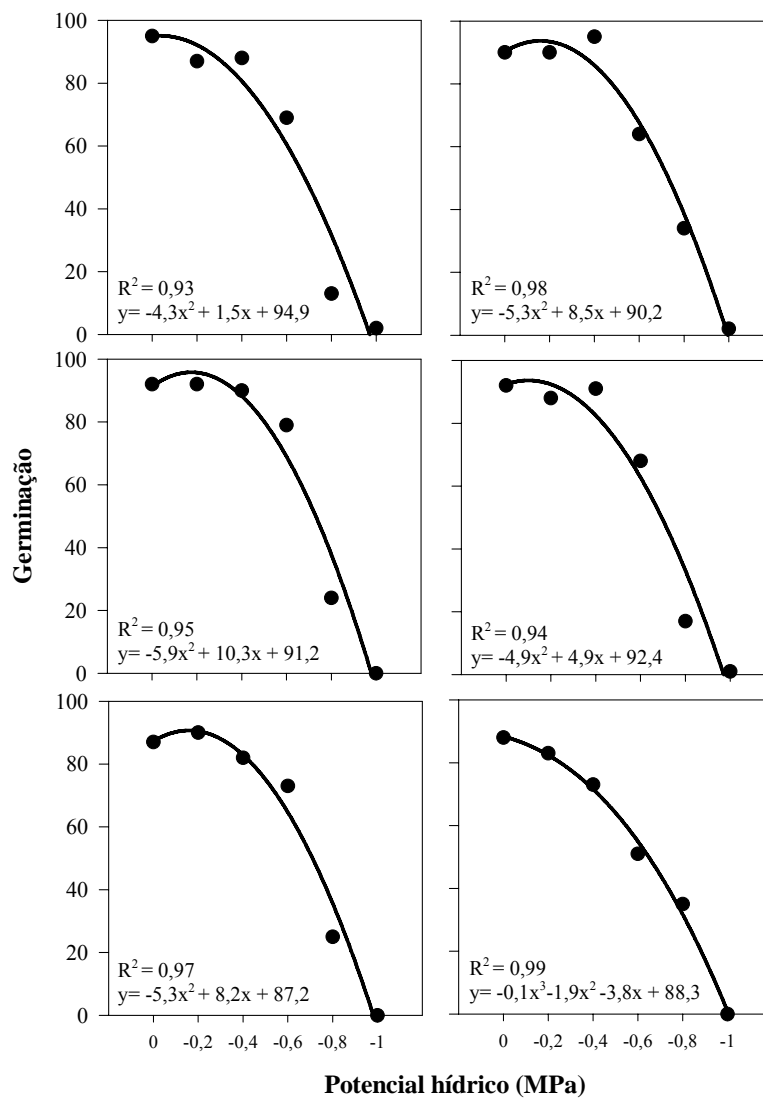 100
80
60
40
20
0
R² = 0,93
y= -4,3x² + 1,5x + 94,9
R² = 0,98
y= -5,3x² + 8,5x + 90,2
Germinação
100
80
60
40
20
0
R² = 0,95
y= -5,9x² + 10,3x + 91,2
R² = 0,94
y= -4,9x² + 4,9x + 92,4
100
80
60
40
20
0
R² = 0,97
y= -5,3x² + 8,2x + 87,2
R² = 0,99
y= -0,1x³-1,9x² -3,8x + 88,3
0 -0,2 -0,4 -0,6 -0,8 -1
0 -0,2 -0,4 -0,6 -0,8 -1
Potencial hídrico (MPa)